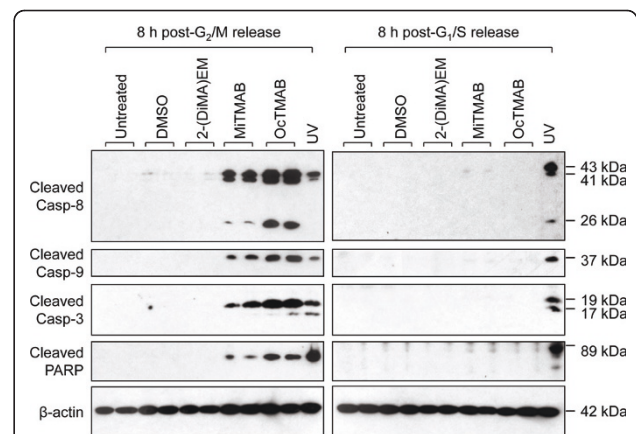 8 h post-G₂/M release
8 h post-G₁/S release
Untreated
DMSO
2-(DiMA)EM
MiTMAB
OcTMAB
UV
Untreated
DMSO
2-(DiMA)EM
MiTMAB
OcTMAB
UV
Cleaved
Casp-8
43 kDa
41 kDa
26 kDa
Cleaved
Casp-9
37 kDa
Cleaved
Casp-3
19 kDa
17 kDa
Cleaved
PARP
89 kDa
β-actin
42 kDa